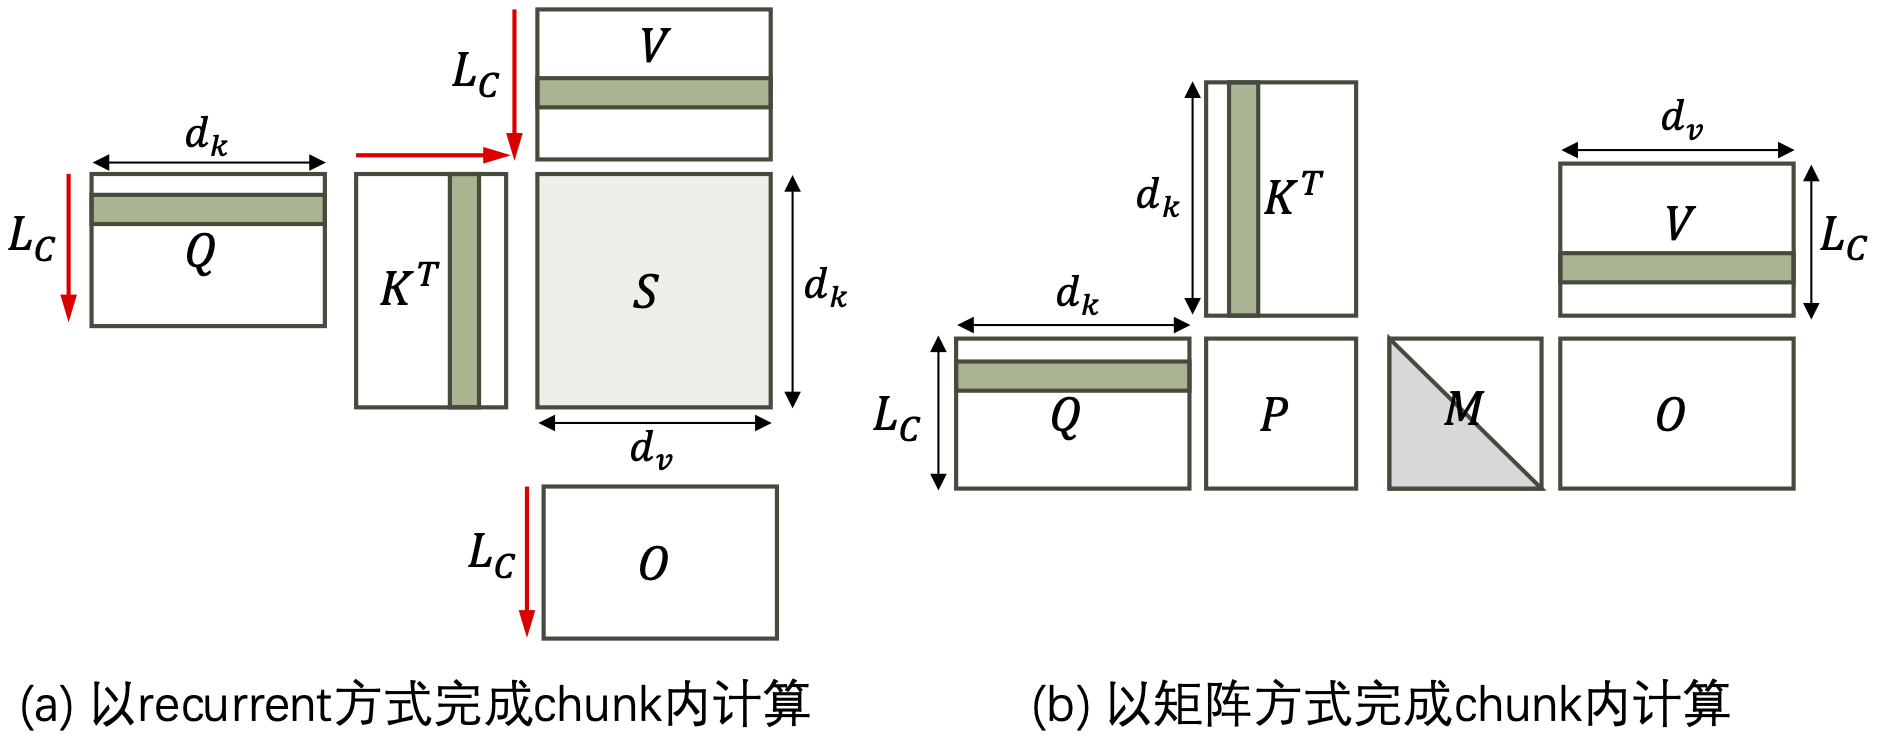 V
L_C
d_k
L_C
Q
K^T
S
d_k
d_v
L_C
O
(a) 以recurrent方式完成chunk内计算
d_k
K^T
d_v
V
L_C
d_k
L_C
Q
P
M
O
(b) 以矩阵方式完成chunk内计算